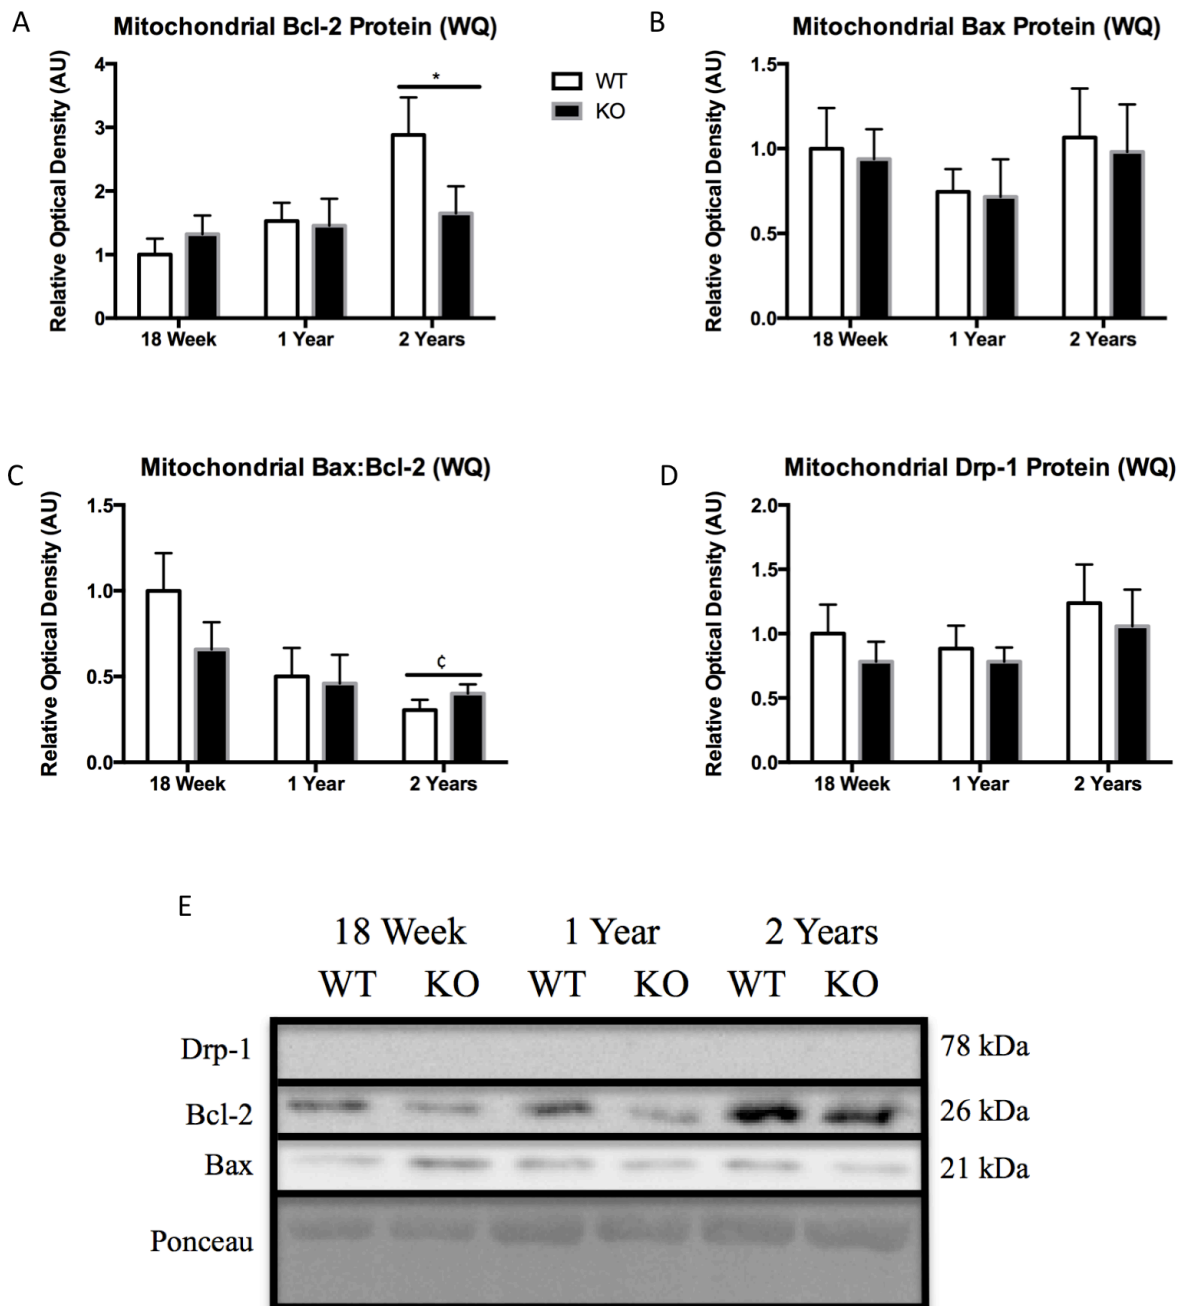 A
Mitochondrial Bcl-2 Protein (WQ)
Relative Optical Density (AU)
4
3
2
1
0
*
18 Week 1 Year 2 Years
WT
KO
B
Mitochondrial Bax Protein (WQ)
Relative Optical Density (AU)
1.5
1.0
0.5
0.0
18 Week 1 Year 2 Years
C
Mitochondrial Bax:Bcl-2 (WQ)
Relative Optical Density (AU)
1.5
1.0
0.5
0.0
¢
18 Week 1 Year 2 Years
D
Mitochondrial Drp-1 Protein (WQ)
Relative Optical Density (AU)
2.0
1.5
1.0
0.5
0.0
18 Week 1 Year 2 Years
E
18 Week 1 Year 2 Years
WT KO WT KO WT KO
Drp-1 78 kDa
Bcl-2 26 kDa
Bax 21 kDa
Ponceau